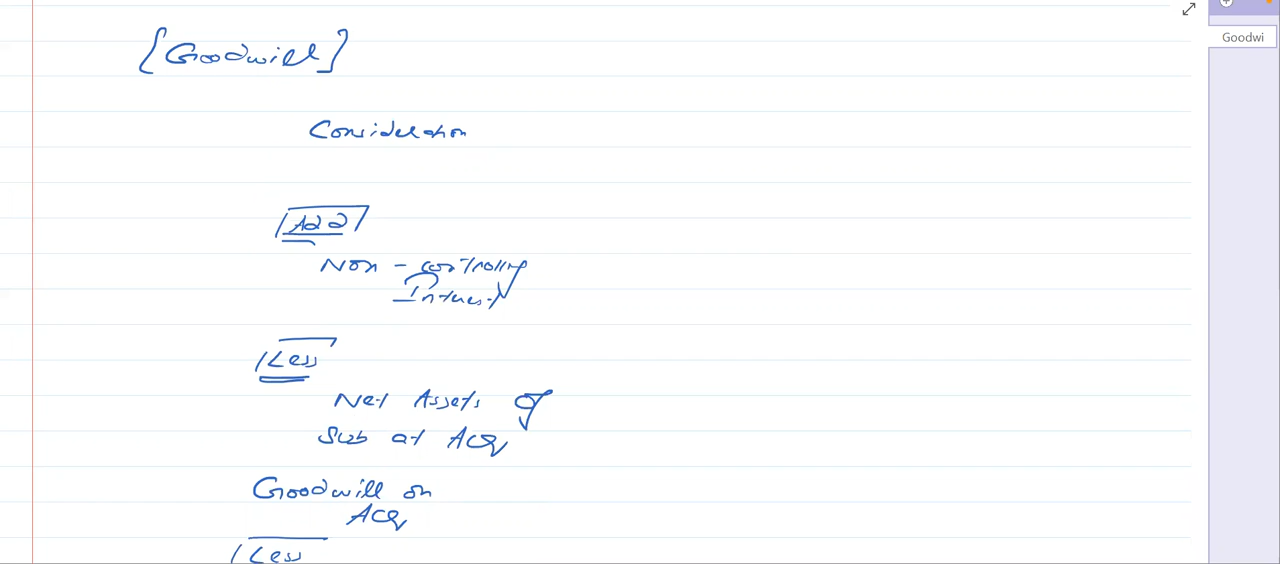 [Goodwill]
Goodwi
Consideration
Add
Non - controlling
Interest
Less
Net Assets of
Sub at Acq
Goodwill on
Acq
Less